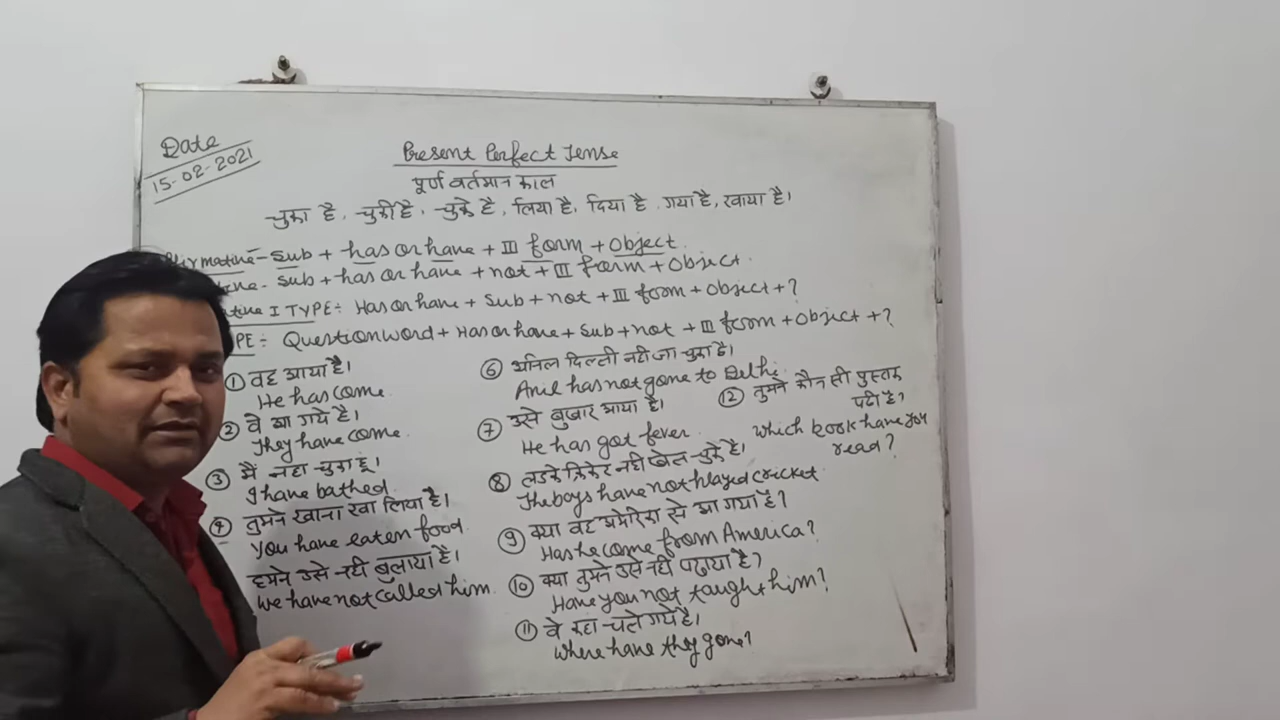 Date
15-02-2021
Present Perfect Tense
पूर्ण वर्तमान काल
चुका है, चुकी है, चुके है, लिया है, दिया है, गया है, खाया है।
Sub + has or have + III form + Object.
Sub + has or have + not + III form + Object.
I TYPE:- Has or have + Sub + not + III form + Object + ?
PE:- Question word + Has or have + Sub + not + III form + Object + ?
① वह आया है।
He has come
② वे आ गये है।
They have come.
③ मैं नहा चुका हूं।
I have bathed.
④ तुमने खाना खा लिया है।
You have eaten food
हमने उसे नही बुलाया है।
We have not called him.
⑥ अनिल दिल्ली नही जा चुका है।
Anil has not gone to Delhi.
⑦ उसे बुखार आया है।
He has got fever.
⑧ लडके क्रिकेट नही खेल चुके है।
The boys have not played cricket
⑨ क्या वह अमेरिका से आ गया है?
Has he come from America?
⑩ क्या तुमने उसे नही पढाया है?
Have you not taught him?
⑪ वे कहा चले गये है।
Where have they gone?
⑫ तुमने कौन सी पुस्तक
पढी है?
Which book have you
read?